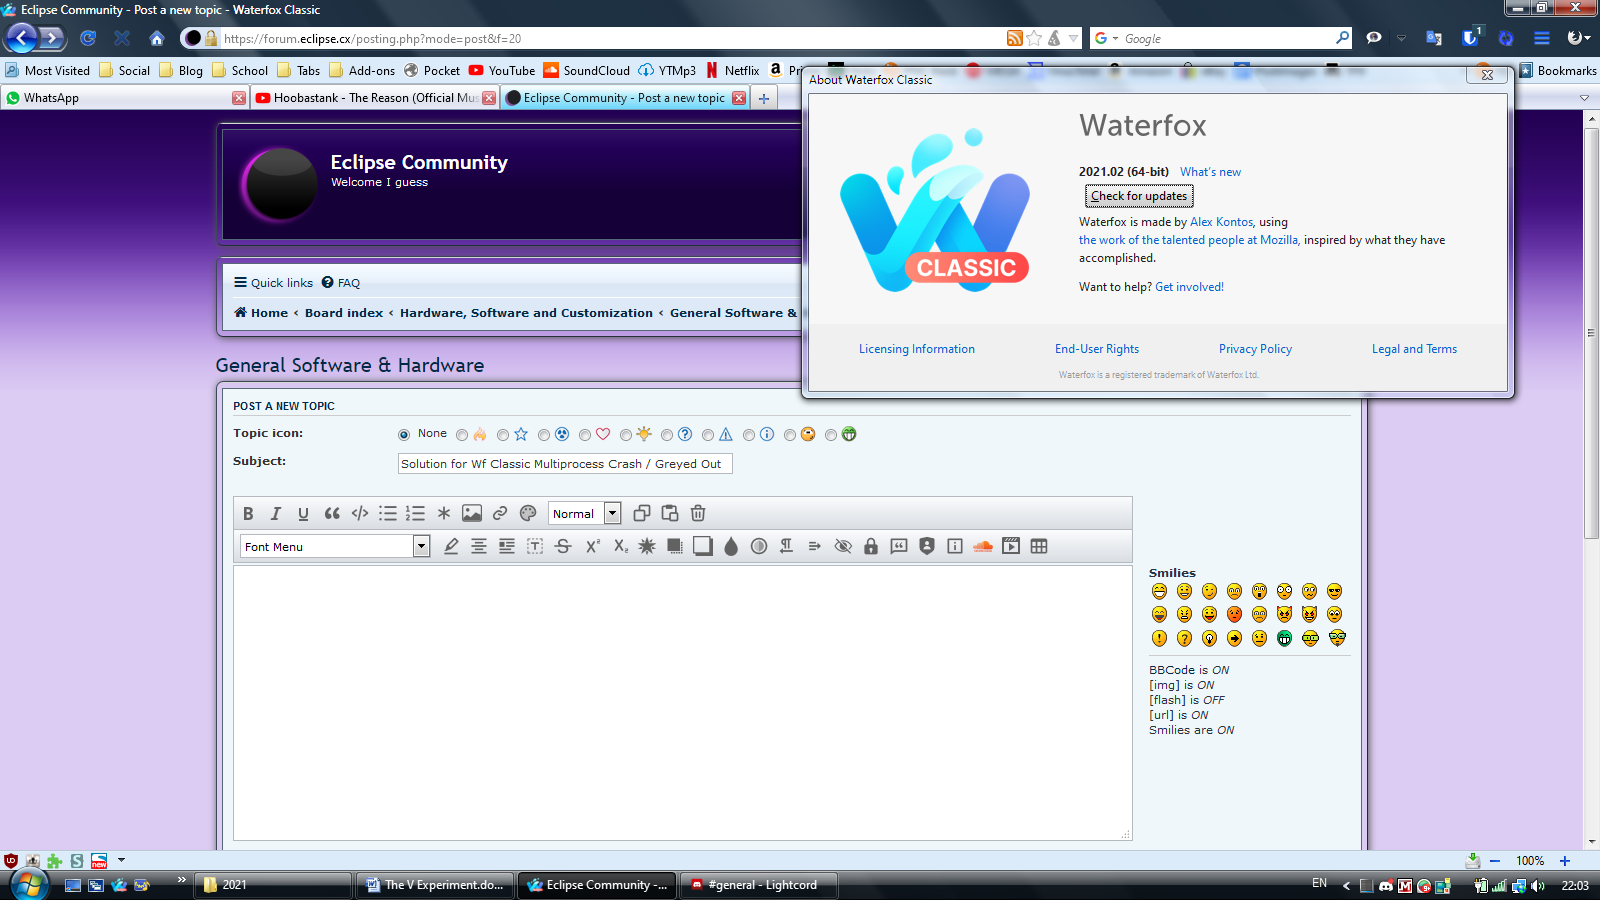 Eclipse Community - Post a new topic - Waterfox Classic
https://forum.eclipse.cx/posting.php?mode=post&f=20
Google
1
Most Visited
Social
Blog
School
Tabs
Add-ons
Pocket
YouTube
SoundCloud
YTMp3
Netflix
Bookmarks
WhatsApp
Hoobastank - The Reason (Official Mus
Eclipse Community - Post a new topic
About Waterfox Classic
Waterfox
2021.02 (64-bit) What's new
Check for updates
Waterfox is made by Alex Kontos, using
the work of the talented people at Mozilla, inspired by what they have
accomplished.
Want to help? Get involved!
CLASSIC
Licensing Information
End-User Rights
Privacy Policy
Legal and Terms
Waterfox is a registered trademark of Waterfox Ltd.
Eclipse Community
Welcome I guess
Quick links
FAQ
Home ‹ Board index ‹ Hardware, Software and Customization ‹ General Software &
General Software & Hardware
POST A NEW TOPIC
Topic icon:
None
Subject:
Solution for Wf Classic Multiprocess Crash / Greyed Out
Normal
Font Menu
Smilies
BBCode is ON
[img] is ON
[flash] is OFF
[url] is ON
Smilies are ON
new
100%
2021
The V Experiment.do...
Eclipse Community -...
#general - Lightcord
EN
22:03